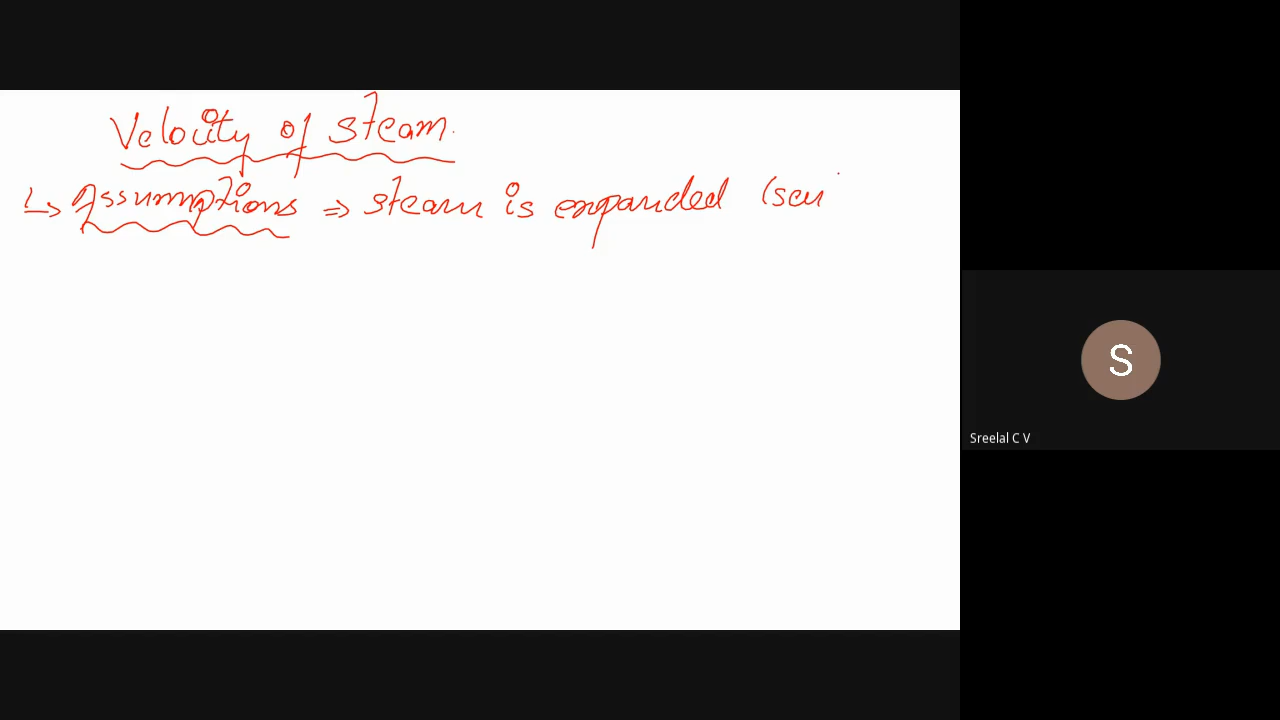 Velocity of steam.
↳ Assumptions ⇒ steam is expanded
S
Sreelal C V